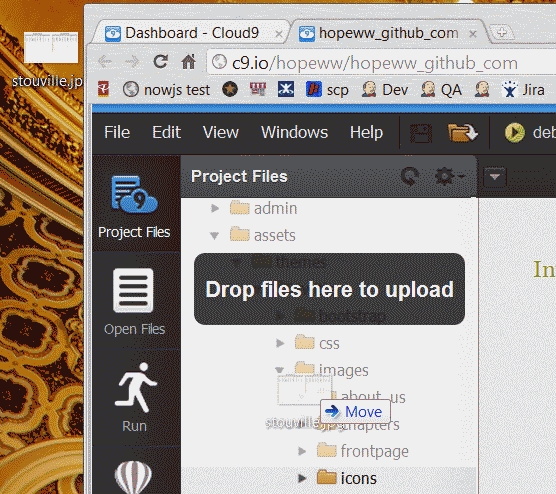 Dashboard - Cloud9
hopeww_github_com
stouville.jp
c9.io/hopeww/hopeww_github_com
nowjs test
scp
Dev
QA
Jira
File Edit View Windows Help
deb
Project Files
Project Files
admin
assets
themes
Drop files here to upload
In
bootstrap
Open Files
css
images
about_us
Move
stouville.jpg
chapters
Run
frontpage
icons